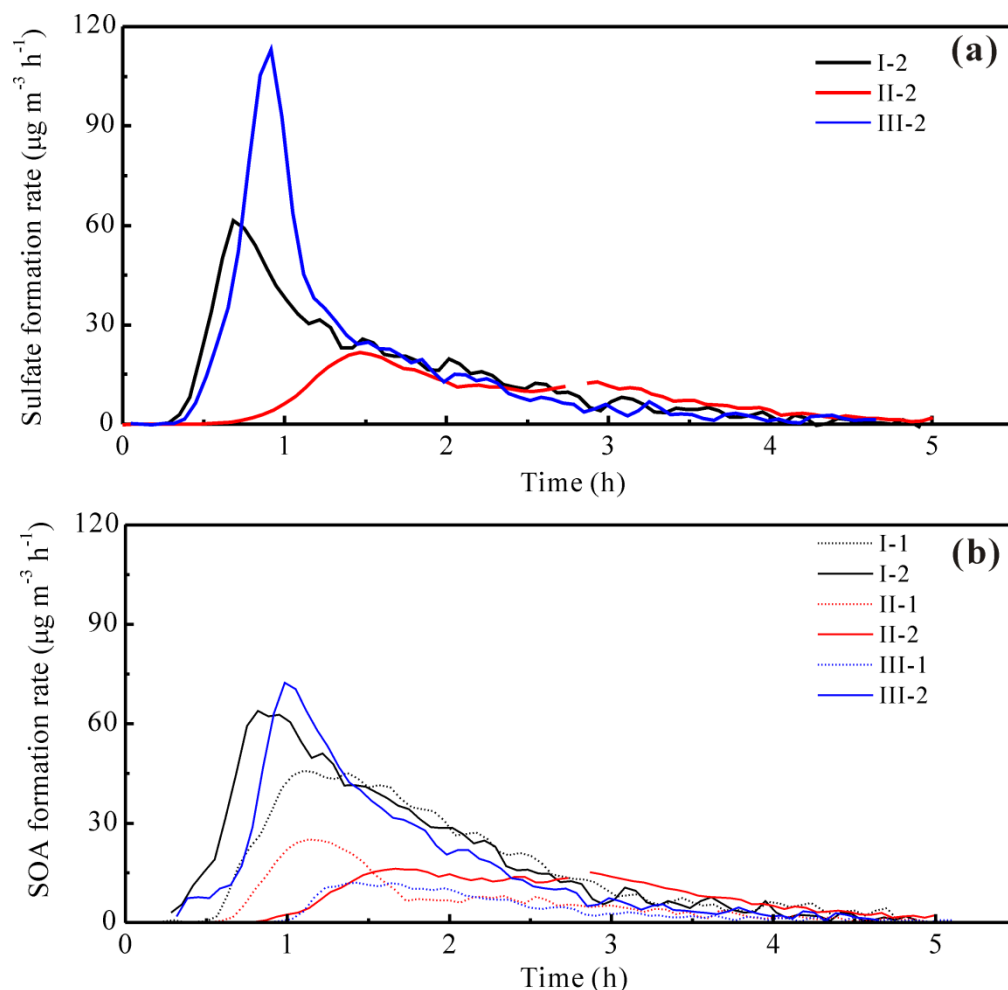 (a)
Sulfate formation rate (μg m⁻³ h⁻¹)
120
90
60
30
0
I-2
II-2
III-2
0 1 2 3 4 5
Time (h)
(b)
SOA formation rate (μg m⁻³ h⁻¹)
120
90
60
30
0
I-1
I-2
II-1
II-2
III-1
III-2
0 1 2 3 4 5
Time (h)